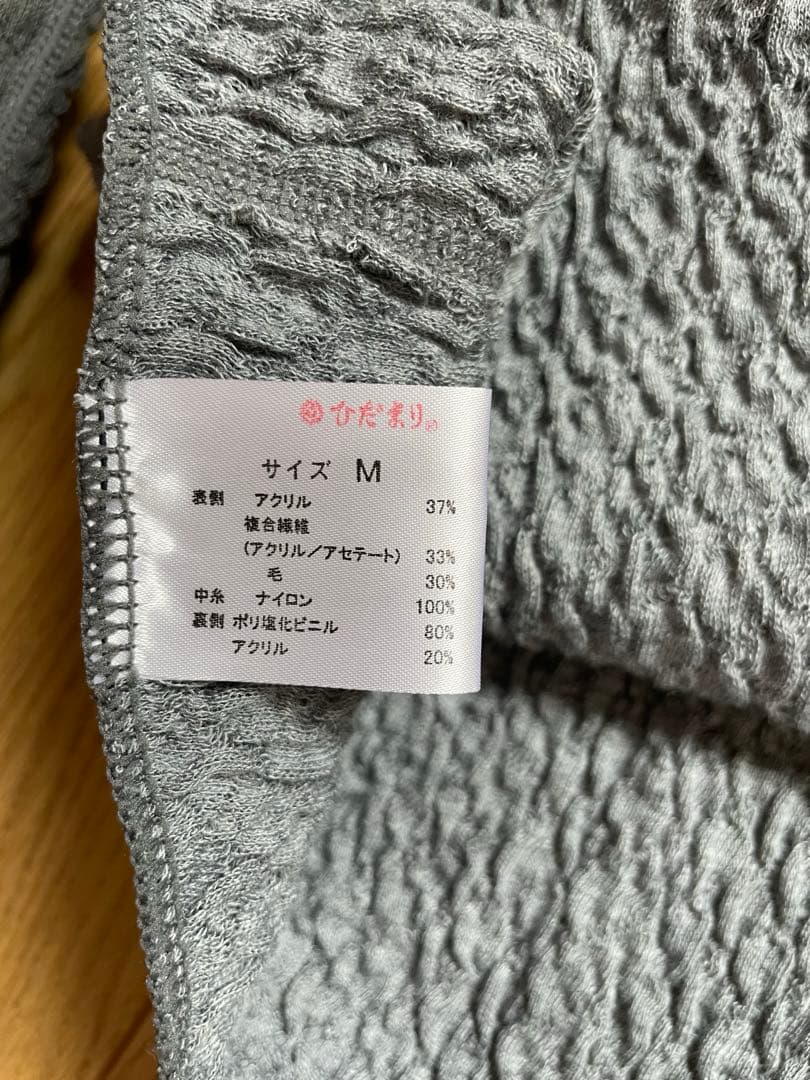 ひだまり
サイズ M
表側 アクリル 37%
複合繊維
(アクリル/アセテート) 33%
毛 30%
中糸 ナイロン 100%
裏側 ポリ塩化ビニル 80%
アクリル 20%